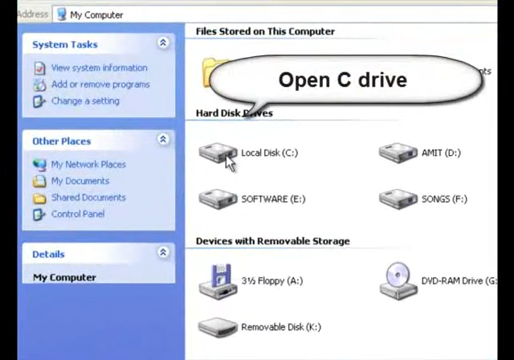 Address My Computer
System Tasks
View system information
Add or remove programs
Change a setting
Other Places
My Network Places
My Documents
Shared Documents
Control Panel
Details
My Computer
Files Stored on This Computer
Open C drive
Hard Disk Drives
Local Disk (C:)
AMIT (D:)
SOFTWARE (E:)
SONGS (F:)
Devices with Removable Storage
3½ Floppy (A:)
DVD-RAM Drive (G:
Removable Disk (K:)